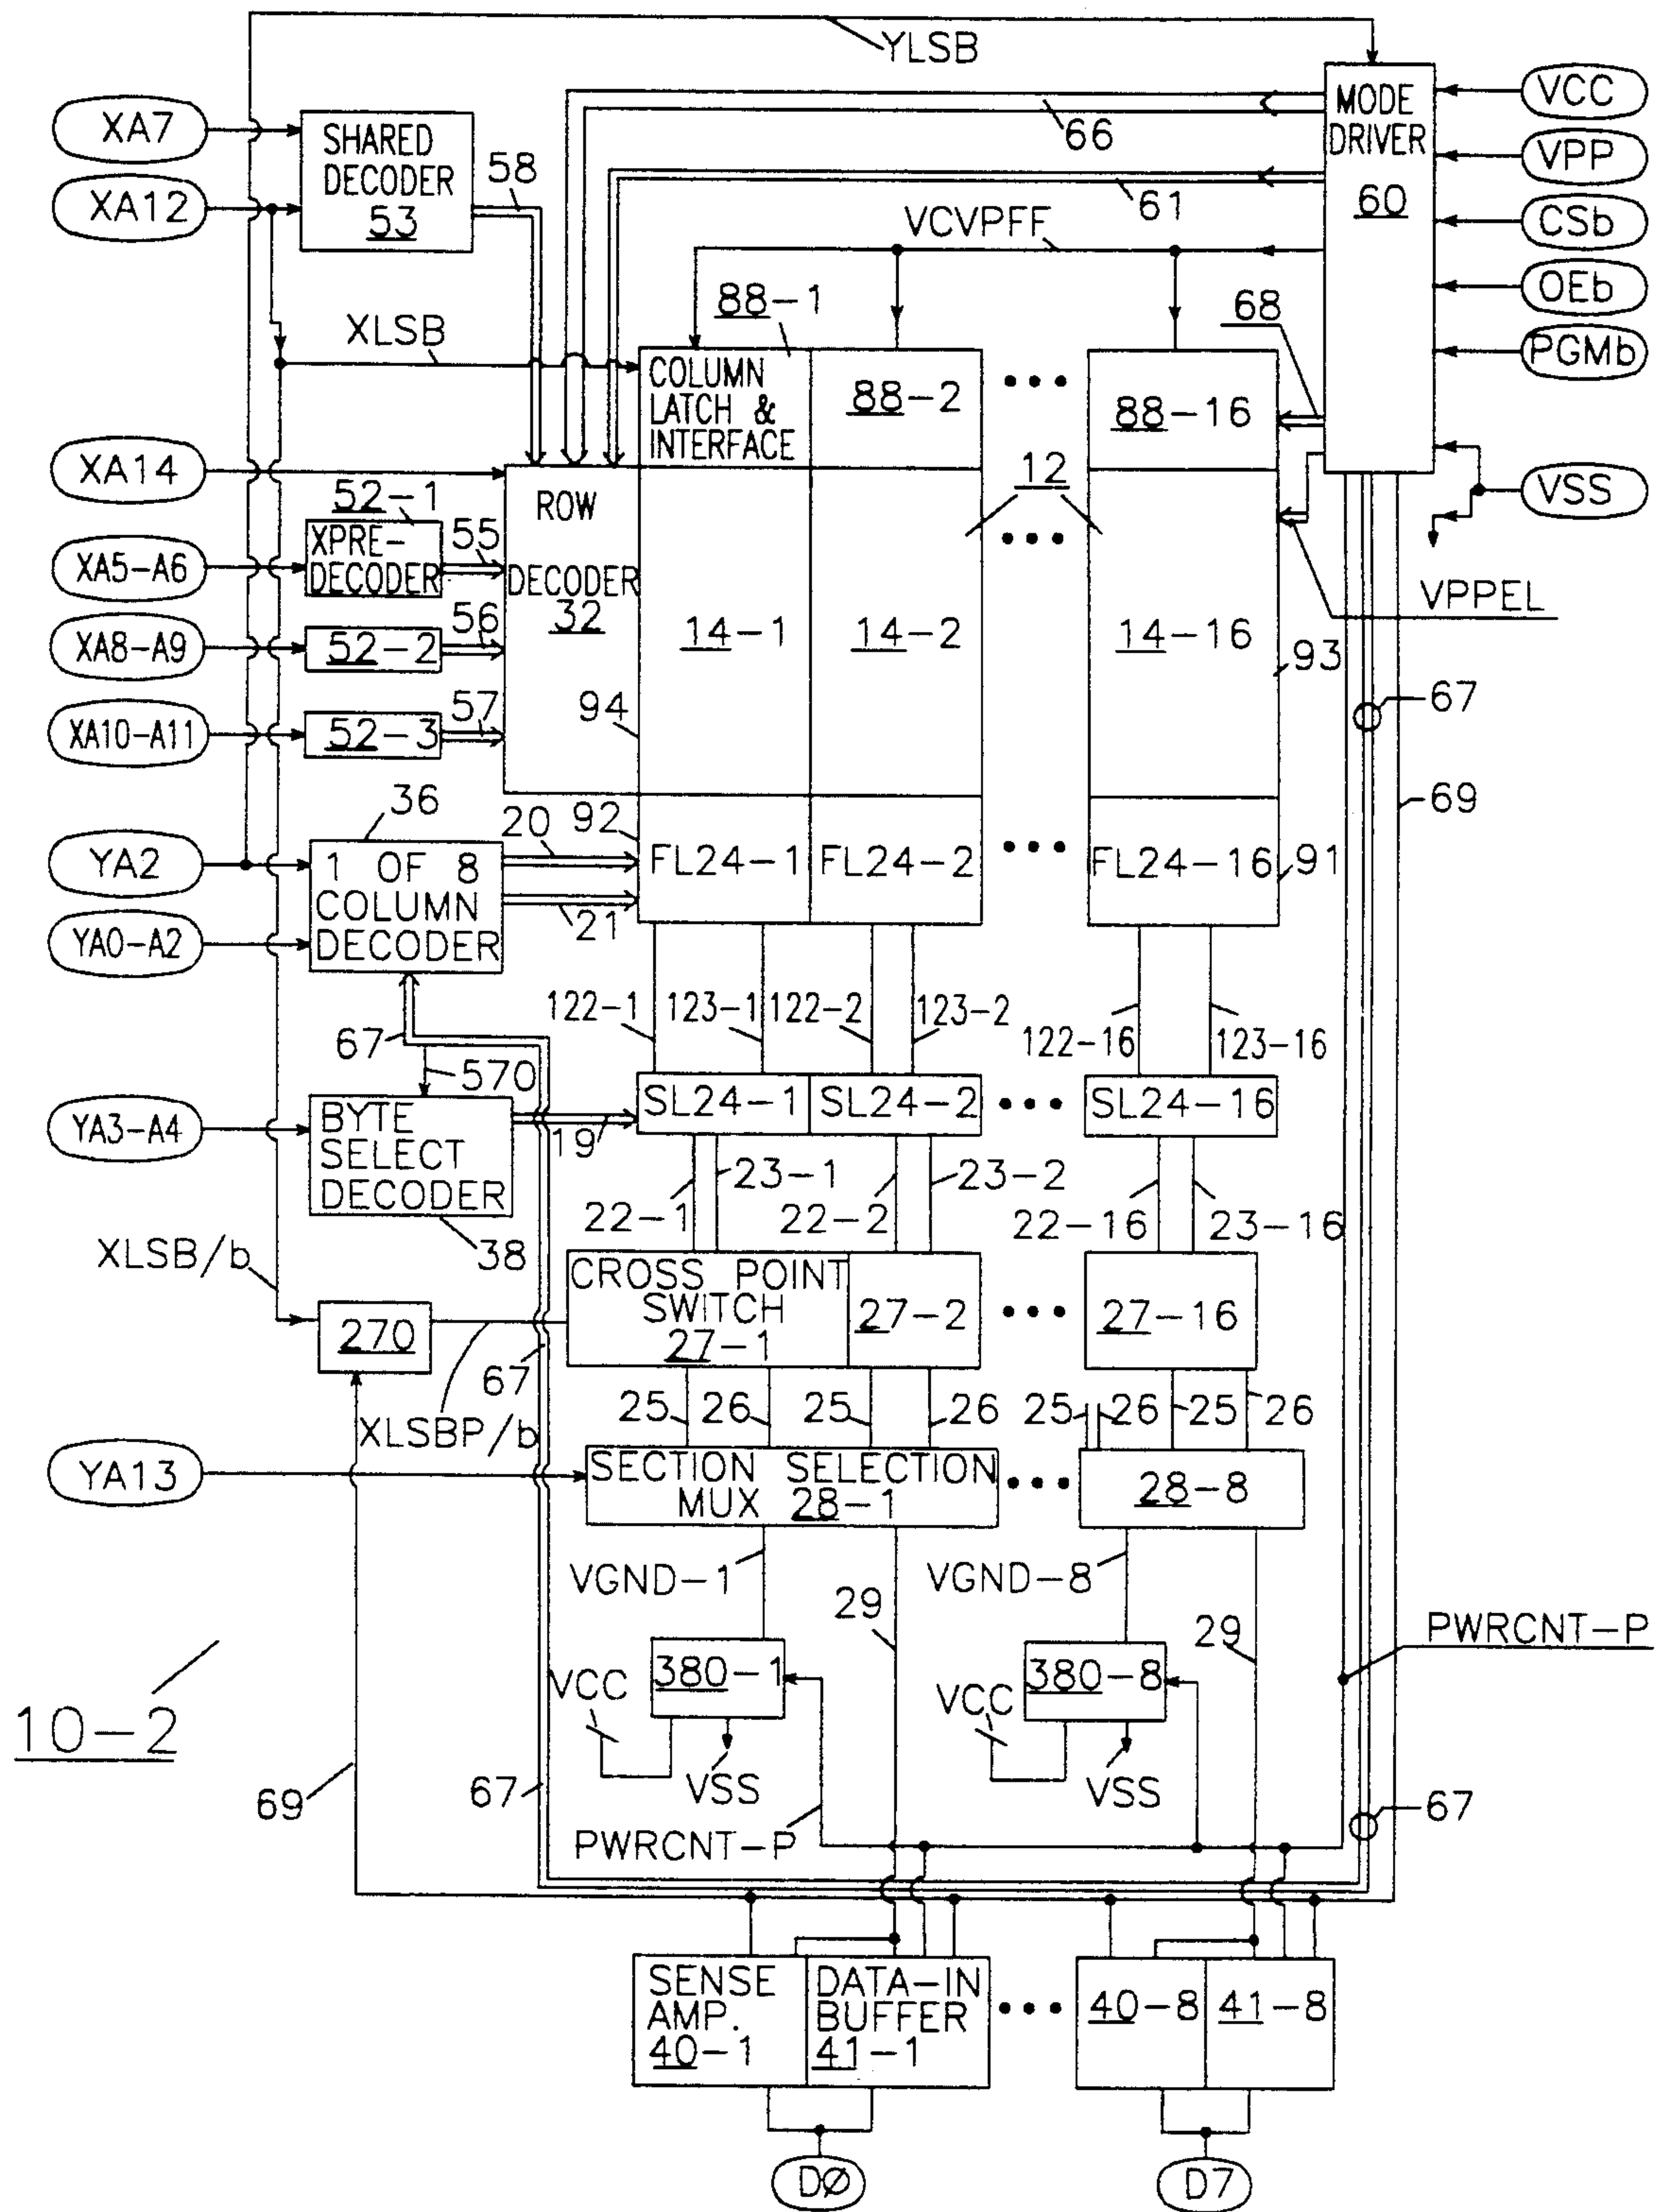 YLSB
XA7
SHARED
DECODER
53
58
66
MODE
DRIVER
60
VCC
VPP
XA12
61
VCVPFF
CSb
OEb
88-1
68
XLSB
PGMb
COLUMN
LATCH &
INTERFACE
88-2
•••
88-16
XA14
52-1
ROW
12
VSS
XPRE-
DECODER
55
XA5-A6
DECODER
32
•••
VPPEL
XA8-A9
52-2
56
14-1
14-2
14-16
93
XA10-A11
52-3
57
94
67
69
36
20
92
YA2
1 OF 8
COLUMN
DECODER
FL24-1
FL24-2
•••
FL24-16
91
21
YA0-A2
122-1
123-1
122-2
123-2
122-16
123-16
67
570
YA3-A4
BYTE
SELECT
DECODER
19
SL24-1
SL24-2
•••
SL24-16
23-1
23-2
22-1
22-2
22-16
23-16
38
XLSB/b
CROSS POINT
SWITCH
27-1
27-2
•••
27-16
270
67
XLSBP/b
25
26
25
26
25
26
25
26
YA13
SECTION SELECTION
MUX 28-1
•••
28-8
VGND-1
VGND-8
29
29
PWRCNT-P
380-1
380-8
VCC
VCC
10-2
VSS
VSS
69
67
67
PWRCNT-P
SENSE
AMP.
40-1
DATA-IN
BUFFER
41-1
•••
40-8
41-8
DØ
D7